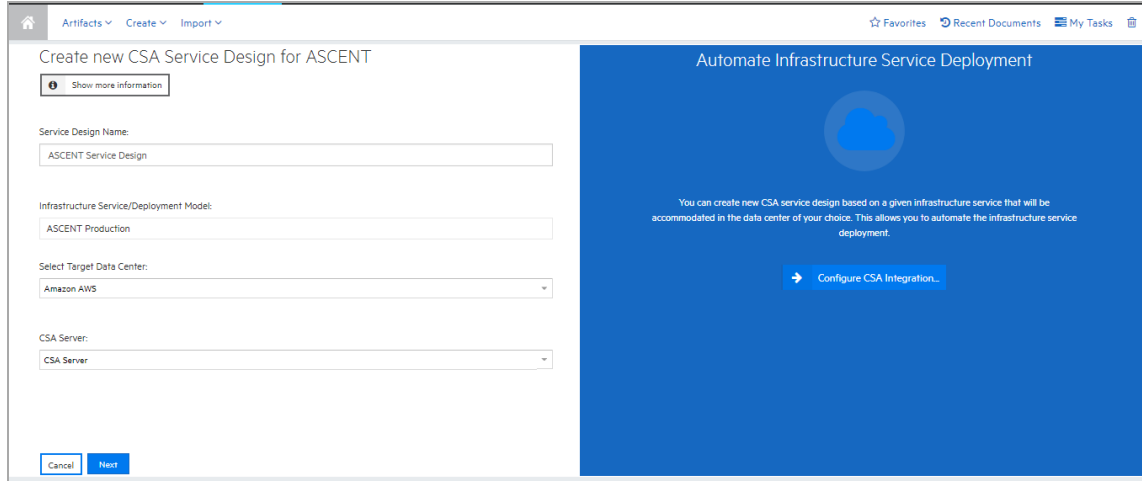 Artifacts Create Import Favorites Recent Documents My Tasks
Create new CSA Service Design for ASCENT
Show more information
Service Design Name:
ASCENT Service Design
Infrastructure Service/Deployment Model:
ASCENT Production
Select Target Data Center:
Amazon AWS
CSA Server:
CSA Server
Cancel Next
Automate Infrastructure Service Deployment
You can create new CSA service design based on a given infrastructure service that will be
accommodated in the data center of your choice. This allows you to automate the infrastructure service
deployment.
Configure CSA Integration...